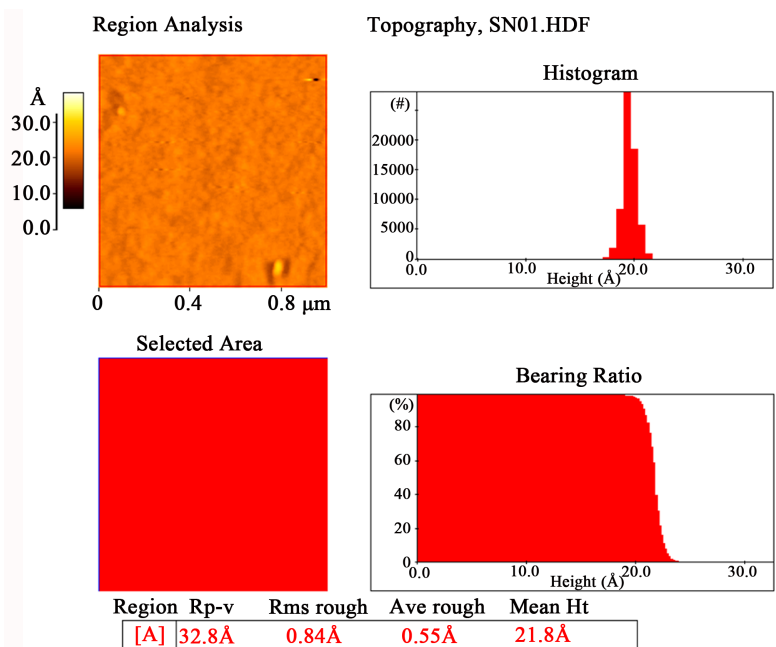 Region Analysis
Topography, SN01.HDF
Å
30.0
20.0
10.0
0.0
0 0.4 0.8 µm
Histogram
(#)
20000
15000
10000
5000
0
0.0 10.0 20.0 30.0
Height (Å)
Selected Area
Bearing Ratio
(%)
80
60
40
20
0
0.0 10.0 20.0 30.0
Height (Å)
Region Rp-v Rms rough Ave rough Mean Ht
[A] 32.8Å 0.84Å 0.55Å 21.8Å